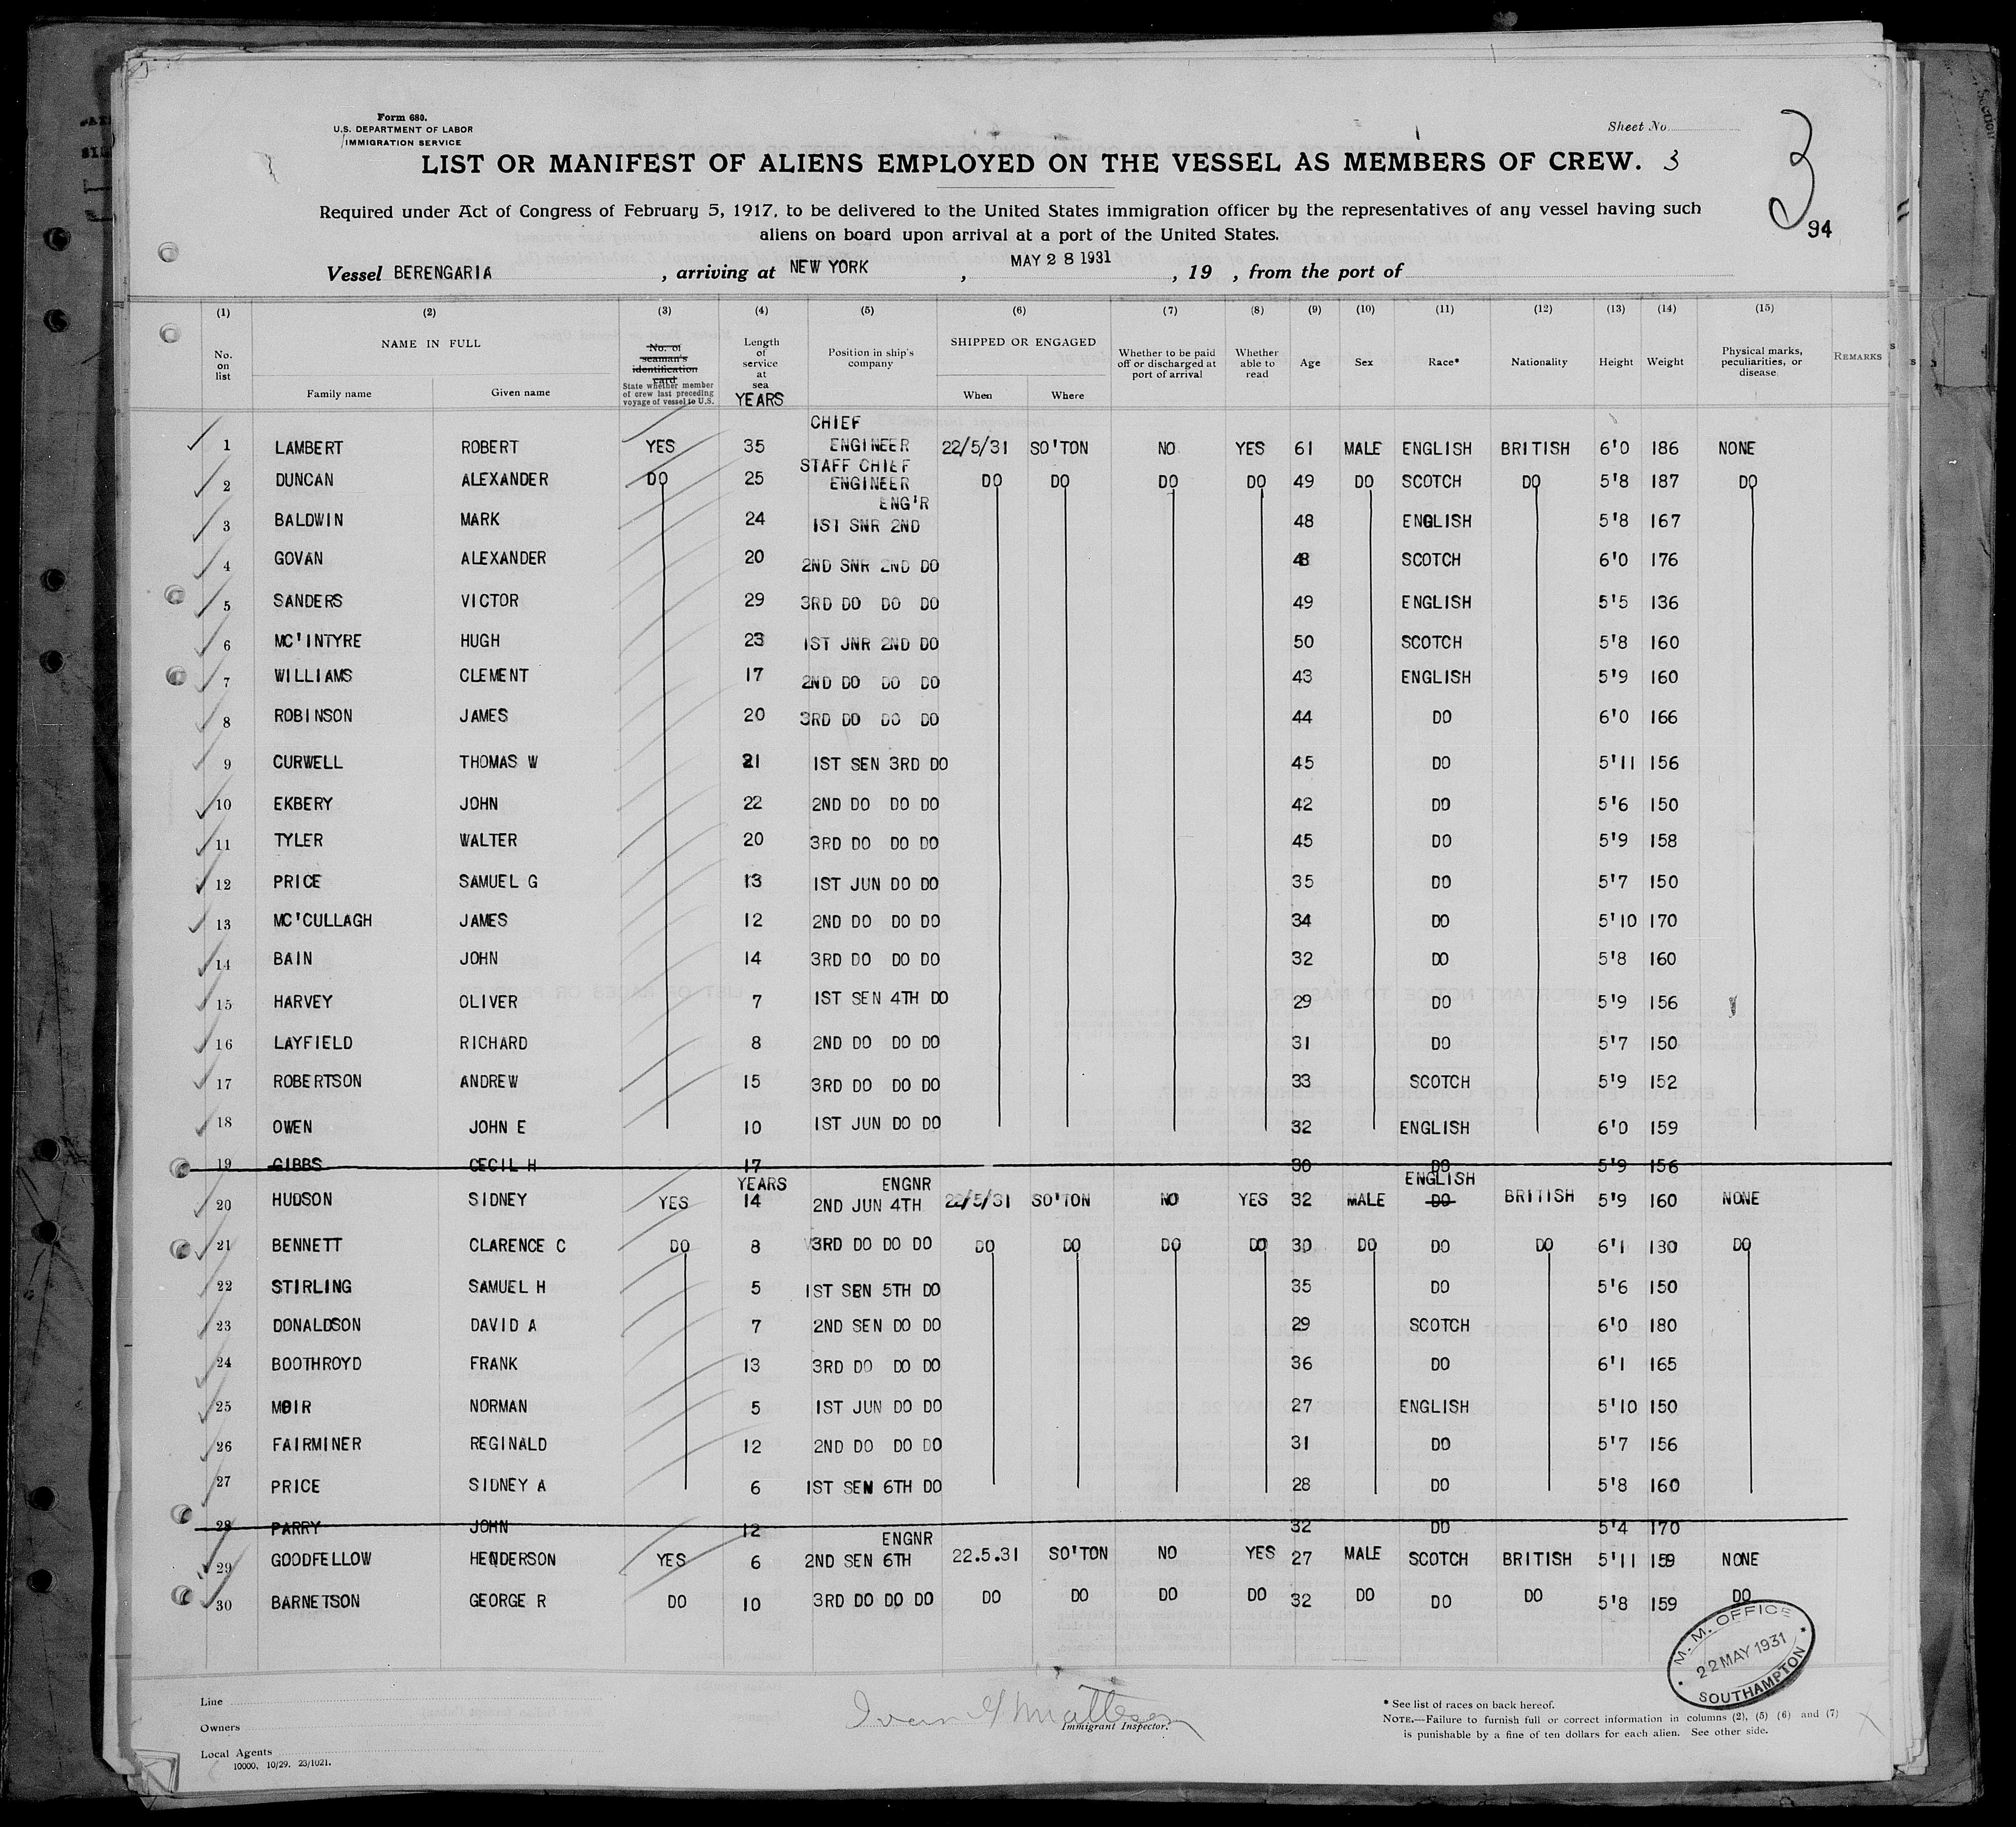 Form 680.
U.S. DEPARTMENT OF LABOR
IMMIGRATION SERVICE
Sheet No.
LIST OR MANIFEST OF ALIENS EMPLOYED ON THE VESSEL AS MEMBERS OF CREW. 3
3
Required under Act of Congress of February 5, 1917, to be delivered to the United States immigration officer by the representatives of any vessel having such
aliens on board upon arrival at a port of the United States.
94
Vessel BERENGARIA , arriving at NEW YORK , MAY 28 1931 , 19 , from the port of
(1) (2) (3) (4) (5) (6) (7) (8) (9) (10) (11) (12) (13) (14) (15)
No. on list
NAME IN FULL
Family name Given name
No. of seaman's identification card
State whether member of crew last preceding voyage of vessel to U.S.
Length of service at sea
YEARS
Position in ship's company
SHIPPED OR ENGAGED
When Where
Whether to be paid off or discharged at port of arrival
Whether able to read
Age Sex Race* Nationality Height Weight
Physical marks, peculiarities, or disease
REMARKS
1 LAMBERT ROBERT YES 35 CHIEF ENGINEER 22/5/31 SO'TON NO YES 61 MALE ENGLISH BRITISH 6'0 186 NONE
2 DUNCAN ALEXANDER DO 25 STAFF CHIEF ENGINEER DO DO DO DO 49 DO SCOTCH DO 5'8 187 DO
3 BALDWIN MARK 24 1ST SNR 2ND ENG'R 48 ENGLISH 5'8 167
4 GOVAN ALEXANDER 20 2ND SNR 2ND DO 48 SCOTCH 6'0 176
5 SANDERS VICTOR 29 3RD DO DO DO 49 ENGLISH 5'5 136
6 MC'INTYRE HUGH 23 1ST JNR 2ND DO 50 SCOTCH 5'8 160
7 WILLIAMS CLEMENT 17 2ND DO DO DO 43 ENGLISH 5'9 160
8 ROBINSON JAMES 20 3RD DO DO DO 44 DO 6'0 166
9 CURWELL THOMAS W 21 1ST SEN 3RD DO 45 DO 5'11 156
10 EKBERY JOHN 22 2ND DO DO DO 42 DO 5'6 150
11 TYLER WALTER 20 3RD DO DO DO 45 DO 5'9 158
12 PRICE SAMUEL G 13 1ST JUN DO DO 35 DO 5'7 150
13 MC'CULLAGH JAMES 12 2ND DO DO DO 34 DO 5'10 170
14 BAIN JOHN 14 3RD DO DO DO 32 DO 5'8 160
15 HARVEY OLIVER 7 1ST SEN 4TH DO 29 DO 5'9 156
16 LAYFIELD RICHARD 8 2ND DO DO DO 31 DO 5'7 150
17 ROBERTSON ANDREW 15 3RD DO DO DO 33 SCOTCH 5'9 152
18 OWEN JOHN E 10 1ST JUN DO DO 32 ENGLISH 6'0 159
19 GIBBS CECIL H 17 30 DO 5'9 156
20 HUDSON SIDNEY YES YEARS 14 2ND JUN 4TH ENGNR 22/5/31 SO'TON NO YES 32 MALE ENGLISH DO BRITISH 5'9 160 NONE
21 BENNETT CLARENCE C DO 8 3RD DO DO DO DO DO DO DO 30 DO DO DO 6'1 130 DO
22 STIRLING SAMUEL H 5 1ST SEN 5TH DO 35 DO 5'6 150
23 DONALDSON DAVID A 7 2ND SEN DO DO 29 SCOTCH 6'0 180
24 BOOTHROYD FRANK 13 3RD DO DO DO 36 DO 6'1 165
25 MOIR NORMAN 5 1ST JUN DO DO 27 ENGLISH 5'10 150
26 FAIRMINER REGINALD 12 2ND DO DO DO 31 DO 5'7 156
27 PRICE SIDNEY A 6 1ST SEN 6TH DO 28 DO 5'8 160
28 PARRY JOHN 12 32 DO 5'4 170
29 GOODFELLOW HENDERSON YES 6 2ND SEN 6TH ENGNR 22.5.31 SO'TON NO YES 27 MALE SCOTCH BRITISH 5'11 159 NONE
30 BARNETSON GEORGE R DO 10 3RD DO DO DO DO DO DO DO 32 DO DO DO 5'8 159 DO
M. M. OFFICE
22 MAY 1931
SOUTHAMPTON
Line
Owners
Local Agents
10000, 10/29. 23/1021.
Immigrant Inspector.
* See list of races on back hereof.
NOTE.—Failure to furnish full or correct information in columns (2), (5) (6) and (7)
is punishable by a fine of ten dollars for each alien. See other side.